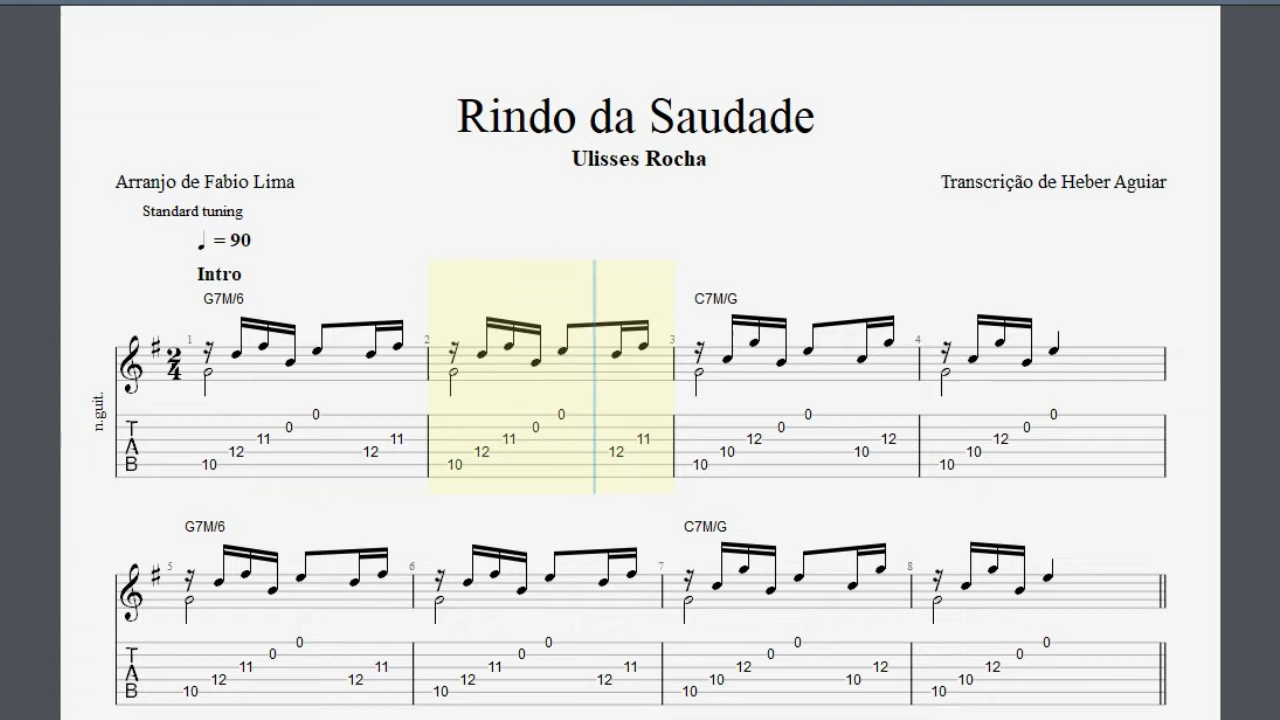 Rindo da Saudade
Ulisses Rocha
Arranjo de Fabio Lima
Transcrição de Heber Aguiar
Standard tuning
♩ = 90
Intro
G7M/6 C7M/G
1 2 3 4
2
4
n.guit.
T
A
B
0 0 0 0
0 0 0 0
11 11 11 11 12 12 12
12 12 12 12 10 10 10
10 10 10 10
G7M/6 C7M/G
5 6 7 8
T
A
B
0 0 0 0
0 0 0 0
11 11 11 11 12 12 12
12 12 12 12 10 10 10
10 10 10 10